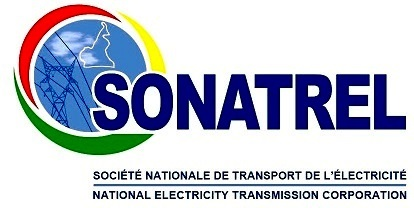 SONATREL
SOCIÉTÉ NATIONALE DE TRANSPORT DE L'ÉLECTRICITÉ
NATIONAL ELECTRICITY TRANSMISSION CORPORATION